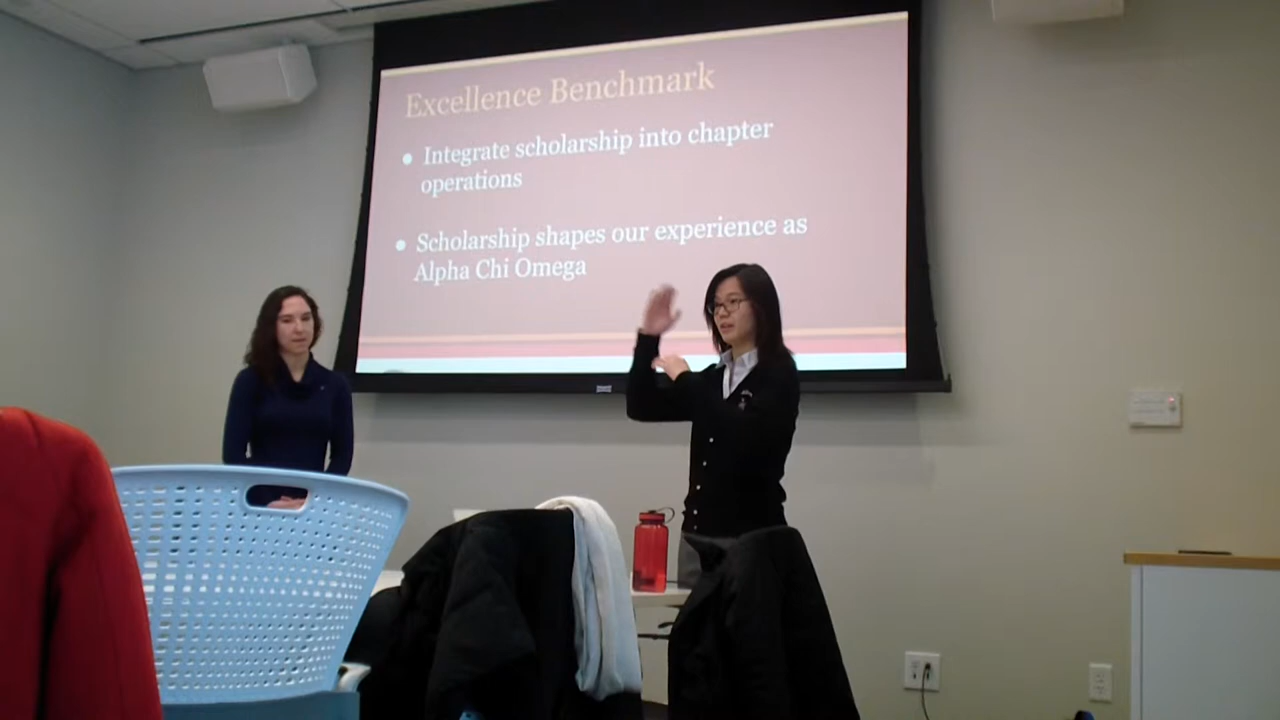 Excellence Benchmark
Integrate scholarship into chapter
operations
Scholarship shapes our experience as
Alpha Chi Omega